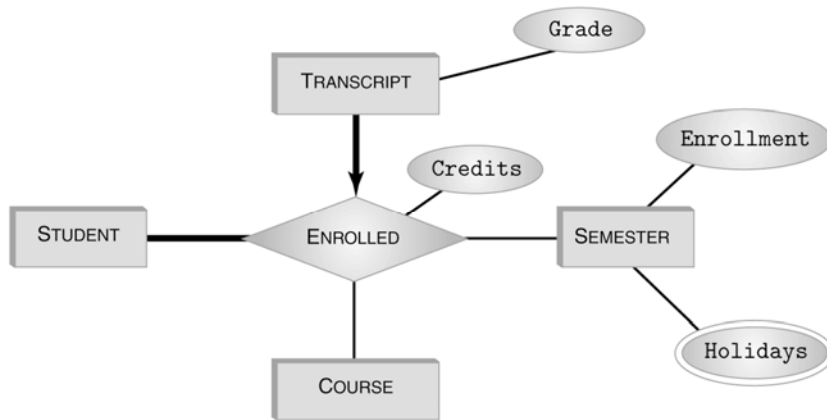 Grade
TRANSCRIPT
Enrollment
Credits
STUDENT
ENROLLED
SEMESTER
Holidays
COURSE